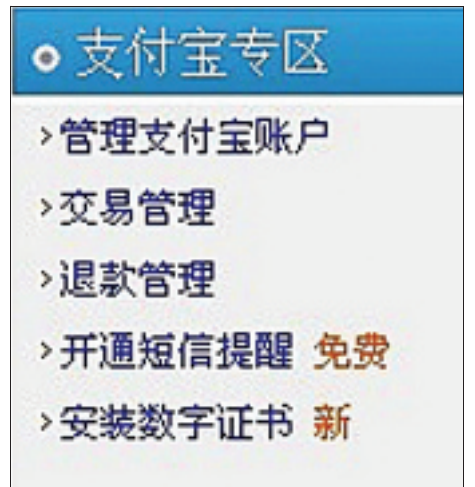 支付宝专区
管理支付宝账户
交易管理
退款管理
开通短信提醒 免费
安装数字证书 新